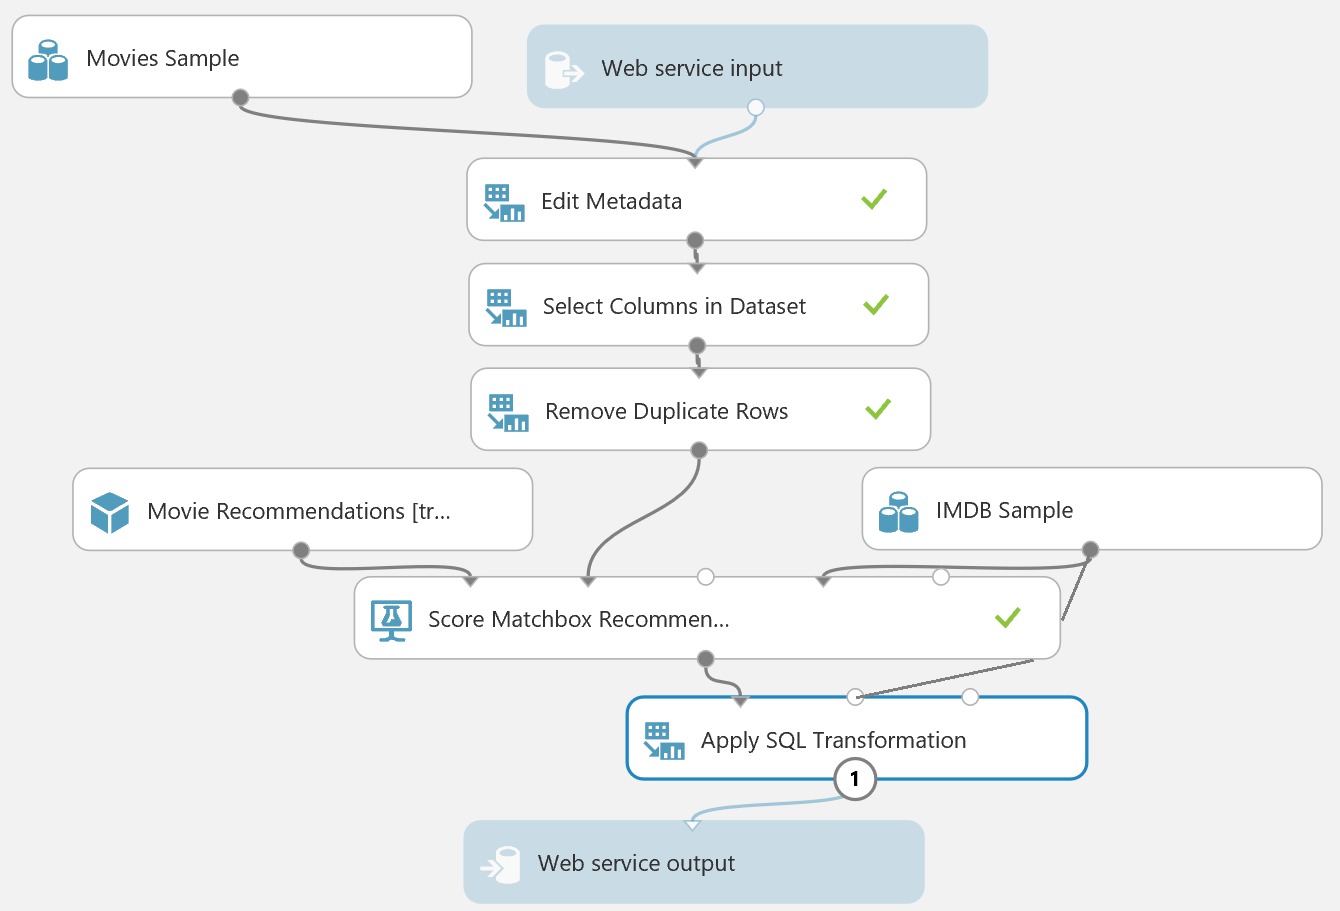 Movies Sample
Web service input
Edit Metadata
Select Columns in Dataset
Remove Duplicate Rows
Movie Recommendations [tr...
IMDB Sample
Score Matchbox Recommen...
Apply SQL Transformation
1
Web service output